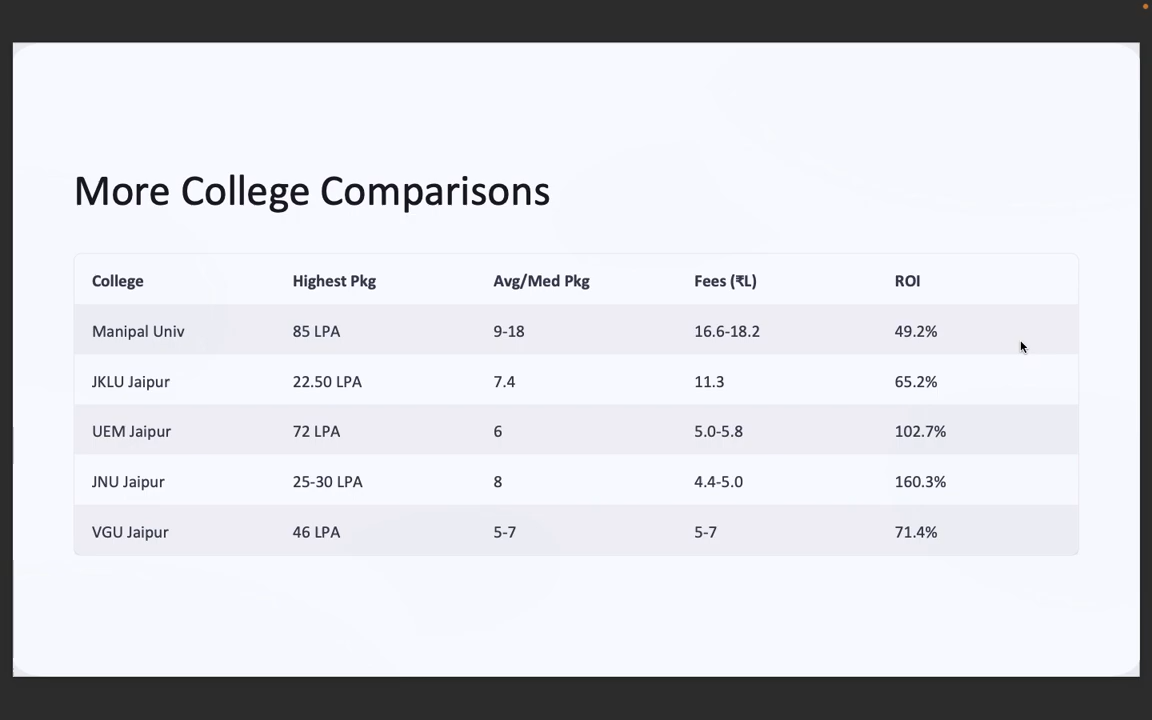 More College Comparisons
College Highest Pkg Avg/Med Pkg Fees (₹L) ROI
Manipal Univ 85 LPA 9-18 16.6-18.2 49.2%
JKLU Jaipur 22.50 LPA 7.4 11.3 65.2%
UEM Jaipur 72 LPA 6 5.0-5.8 102.7%
JNU Jaipur 25-30 LPA 8 4.4-5.0 160.3%
VGU Jaipur 46 LPA 5-7 5-7 71.4%